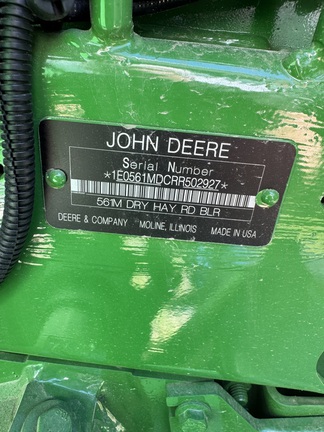 JOHN DEERE
Serial Number
*1E0561MDCRR502927*
561M DRY HAY RD BLR
DEERE & COMPANY MOLINE, ILLINOIS MADE IN USA